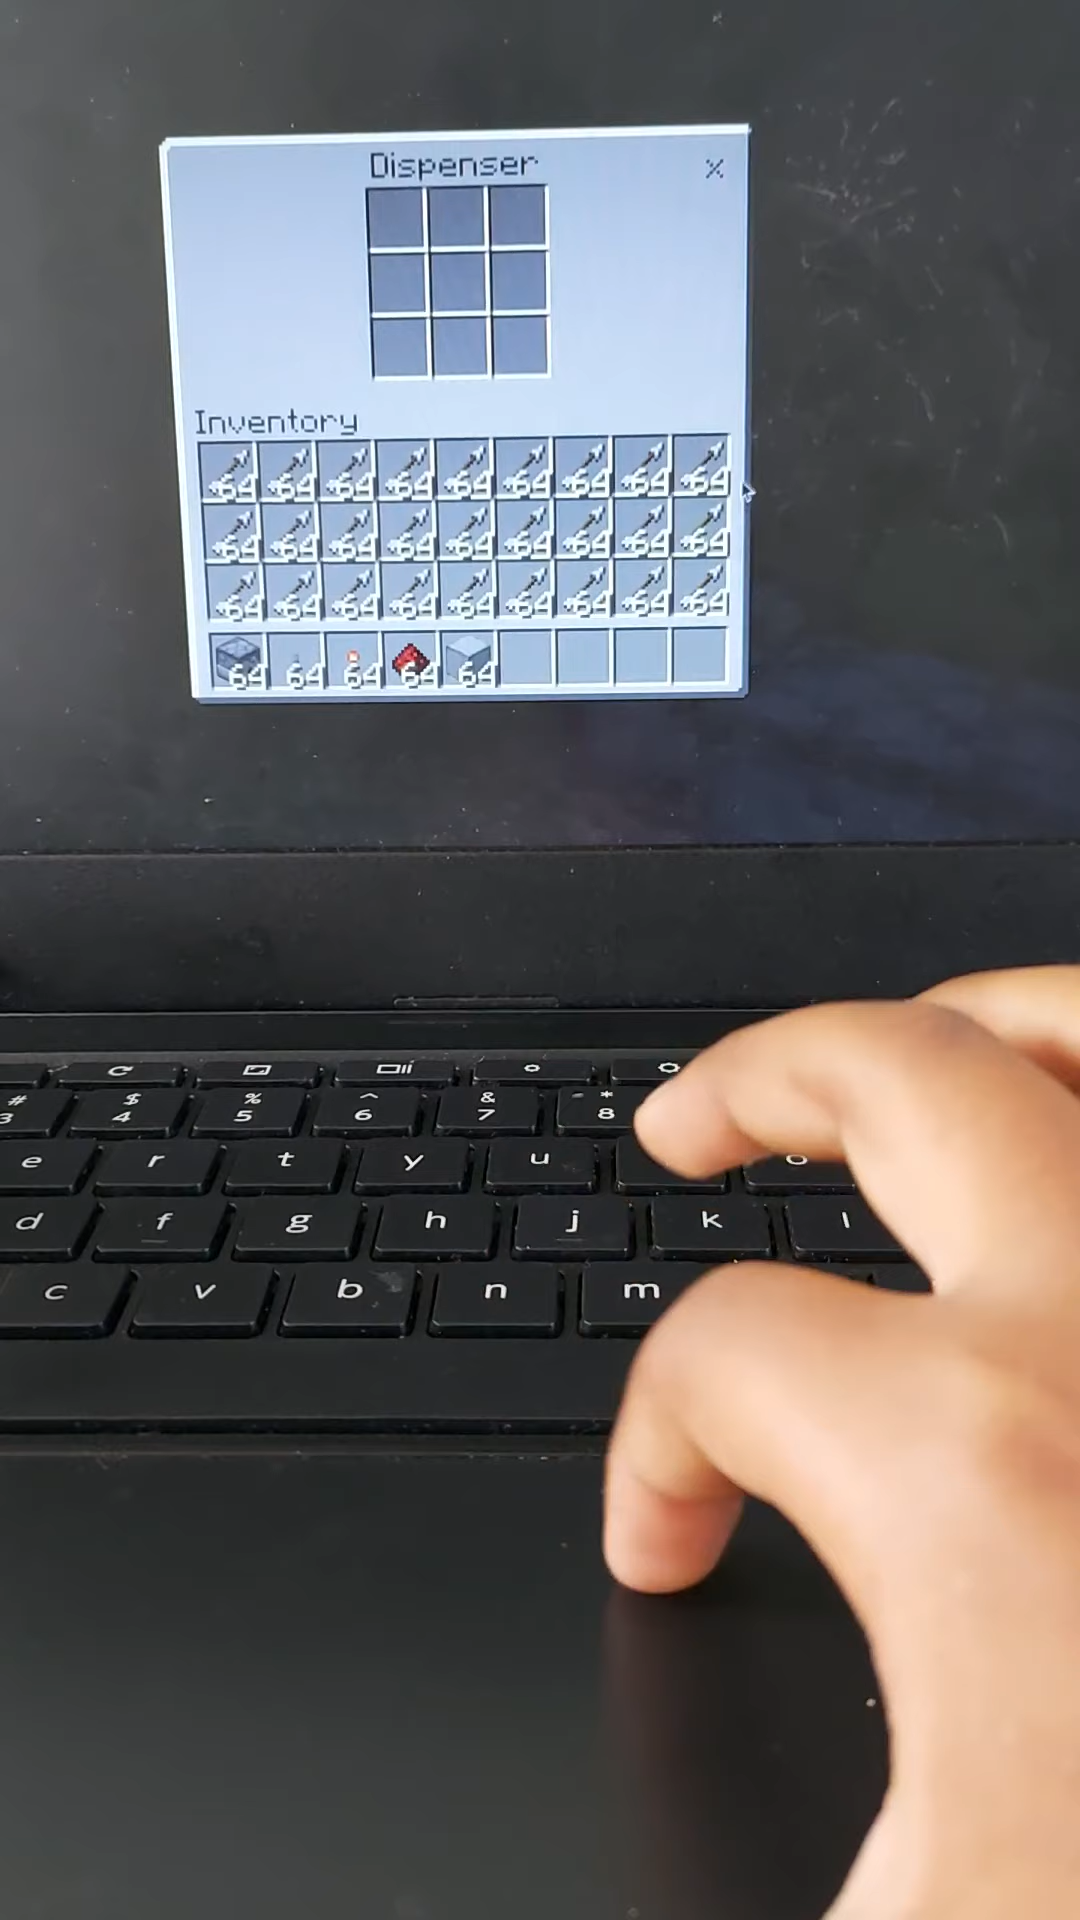 Dispenser X
Inventory
64 64 64 64 64 64 64 64 64
64 64 64 64 64 64 64 64 64
64 64 64 64 64 64 64 64 64
64 64 64 64 64
# $ % ^ & *
3 4 5 6 7 8
e r t y u o
d f g h j k l
c v b n m